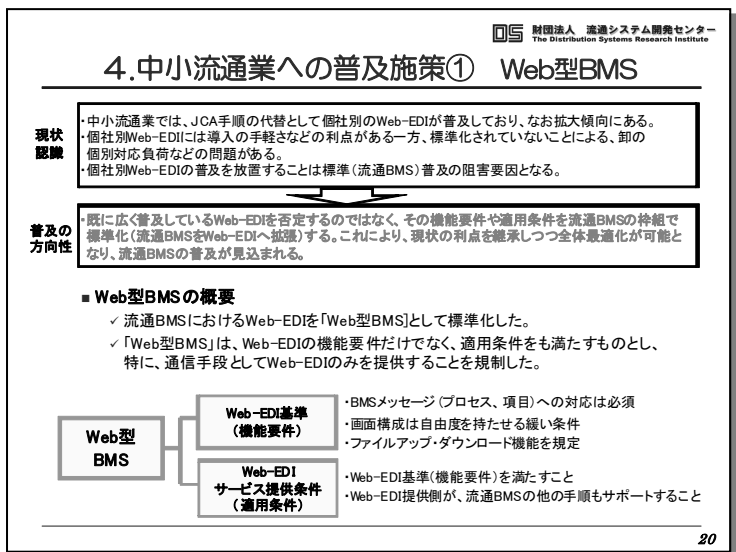 財団法人 流通システム開発センター
The Distribution Systems Research Institute
4.中小流通業への普及施策① Web型BMS
現状
認識
・中小流通業では、JCA手順の代替として個社別のWeb-EDIが普及しており、なお拡大傾向にある。
・個社別Web-EDIには導入の手軽さなどの利点がある一方、標準化されていないことによる、卸の
個別対応負荷などの問題がある。
・個社別Web-EDIの普及を放置することは標準(流通BMS)普及の阻害要因となる。
普及の
方向性
・既に広く普及しているWeb-EDIを否定するのではなく、その機能要件や適用条件を流通BMSの枠組で
標準化(流通BMSをWeb-EDIへ拡張)する。これにより、現状の利点を継承しつつ全体最適化が可能と
なり、流通BMSの普及が見込まれる。
■ Web型BMSの概要
✓ 流通BMSにおけるWeb-EDIを「Web型BMS]として標準化した。
✓ 「Web型BMS」は、Web-EDIの機能要件だけでなく、適用条件をも満たすものとし、
特に、通信手段としてWeb-EDIのみを提供することを規制した。
Web型
BMS
Web-EDI基準
(機能要件)
・BMSメッセージ(プロセス、項目)への対応は必須
・画面構成は自由度を持たせる緩い条件
・ファイルアップ・ダウンロード機能を規定
Web-EDI
サービス提供条件
(適用条件)
・Web-EDI基準(機能要件)を満たすこと
・Web-EDI提供側が、流通BMSの他の手順もサポートすること
20